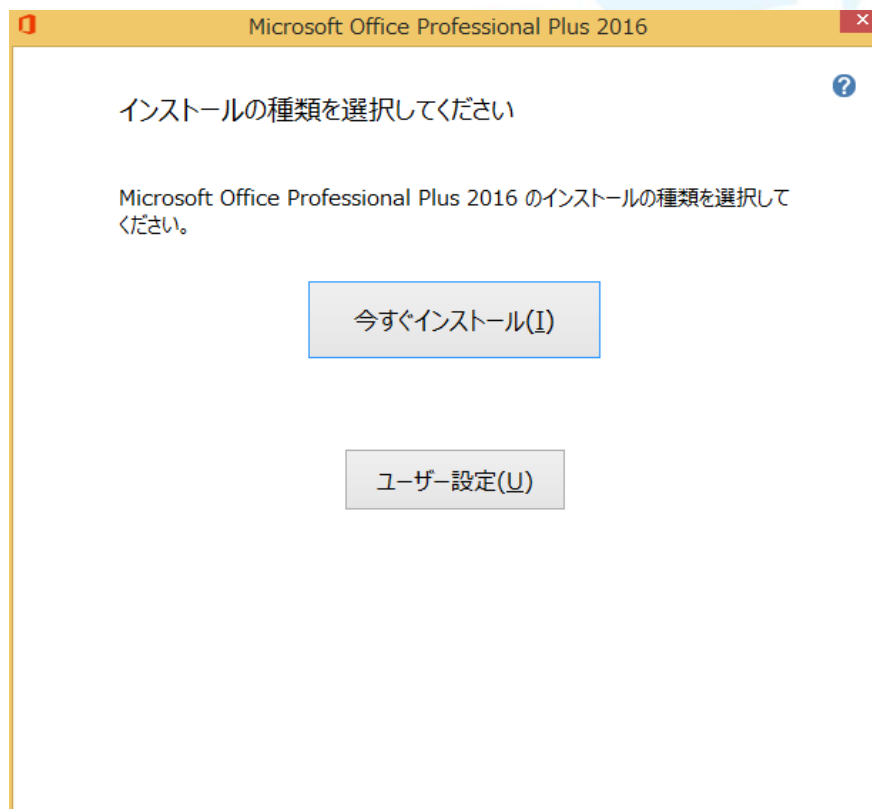 Microsoft Office Professional Plus 2016
インストールの種類を選択してください
Microsoft Office Professional Plus 2016 のインストールの種類を選択して
ください。
今すぐインストール(I)
ユーザー設定(U)